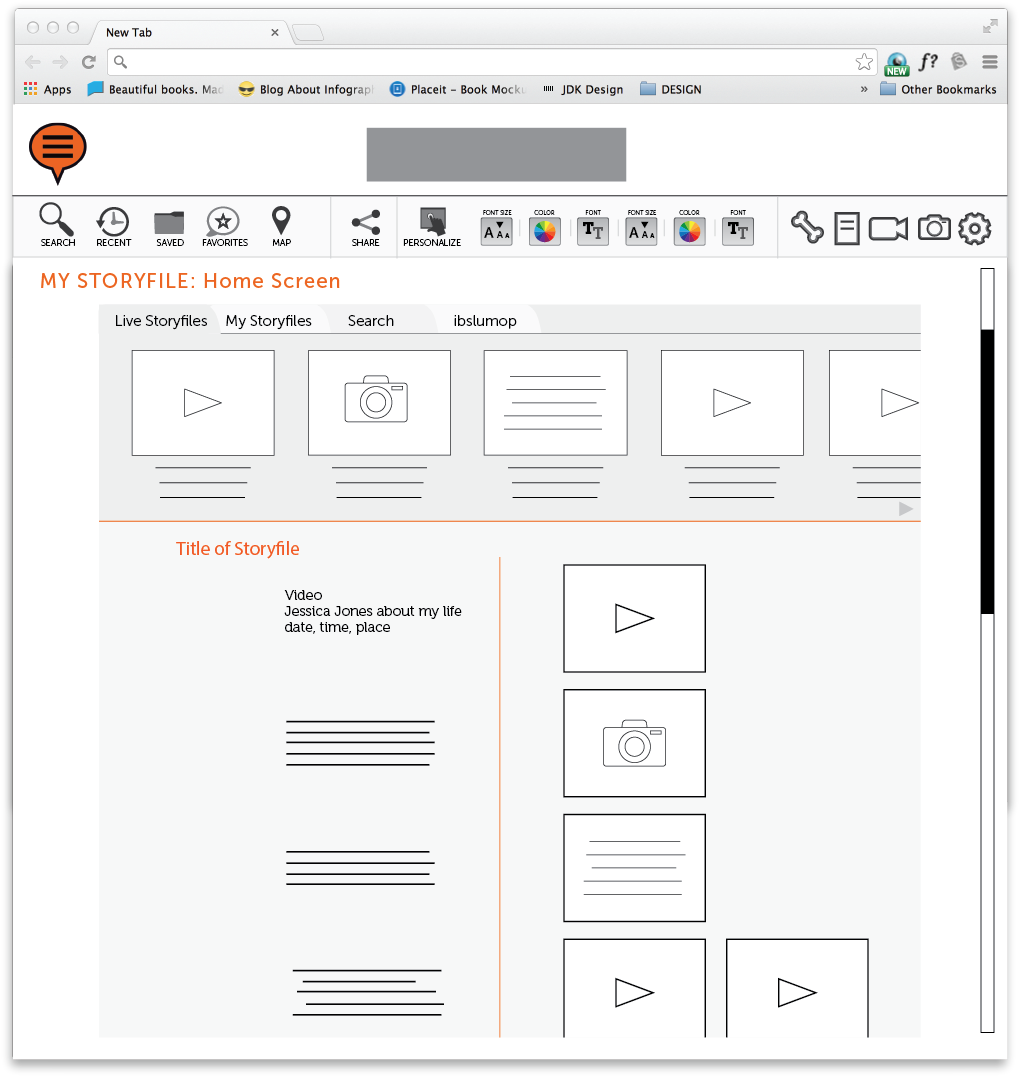 New Tab
Apps
Beautiful books. Mac
Blog About Infograp
Placeit – Book Mocku
JDK Design
DESIGN
» Other Bookmarks
NEW
f?
SEARCH
RECENT
SAVED
FAVORITES
MAP
SHARE
PERSONALIZE
FONT SIZE
A A A
COLOR
FONT
TT
FONT SIZE
A A A
COLOR
FONT
TT
MY STORYFILE: Home Screen
Live Storyfiles
My Storyfiles
Search
ibslumop
Title of Storyfile
Video
Jessica Jones about my life
date, time, place